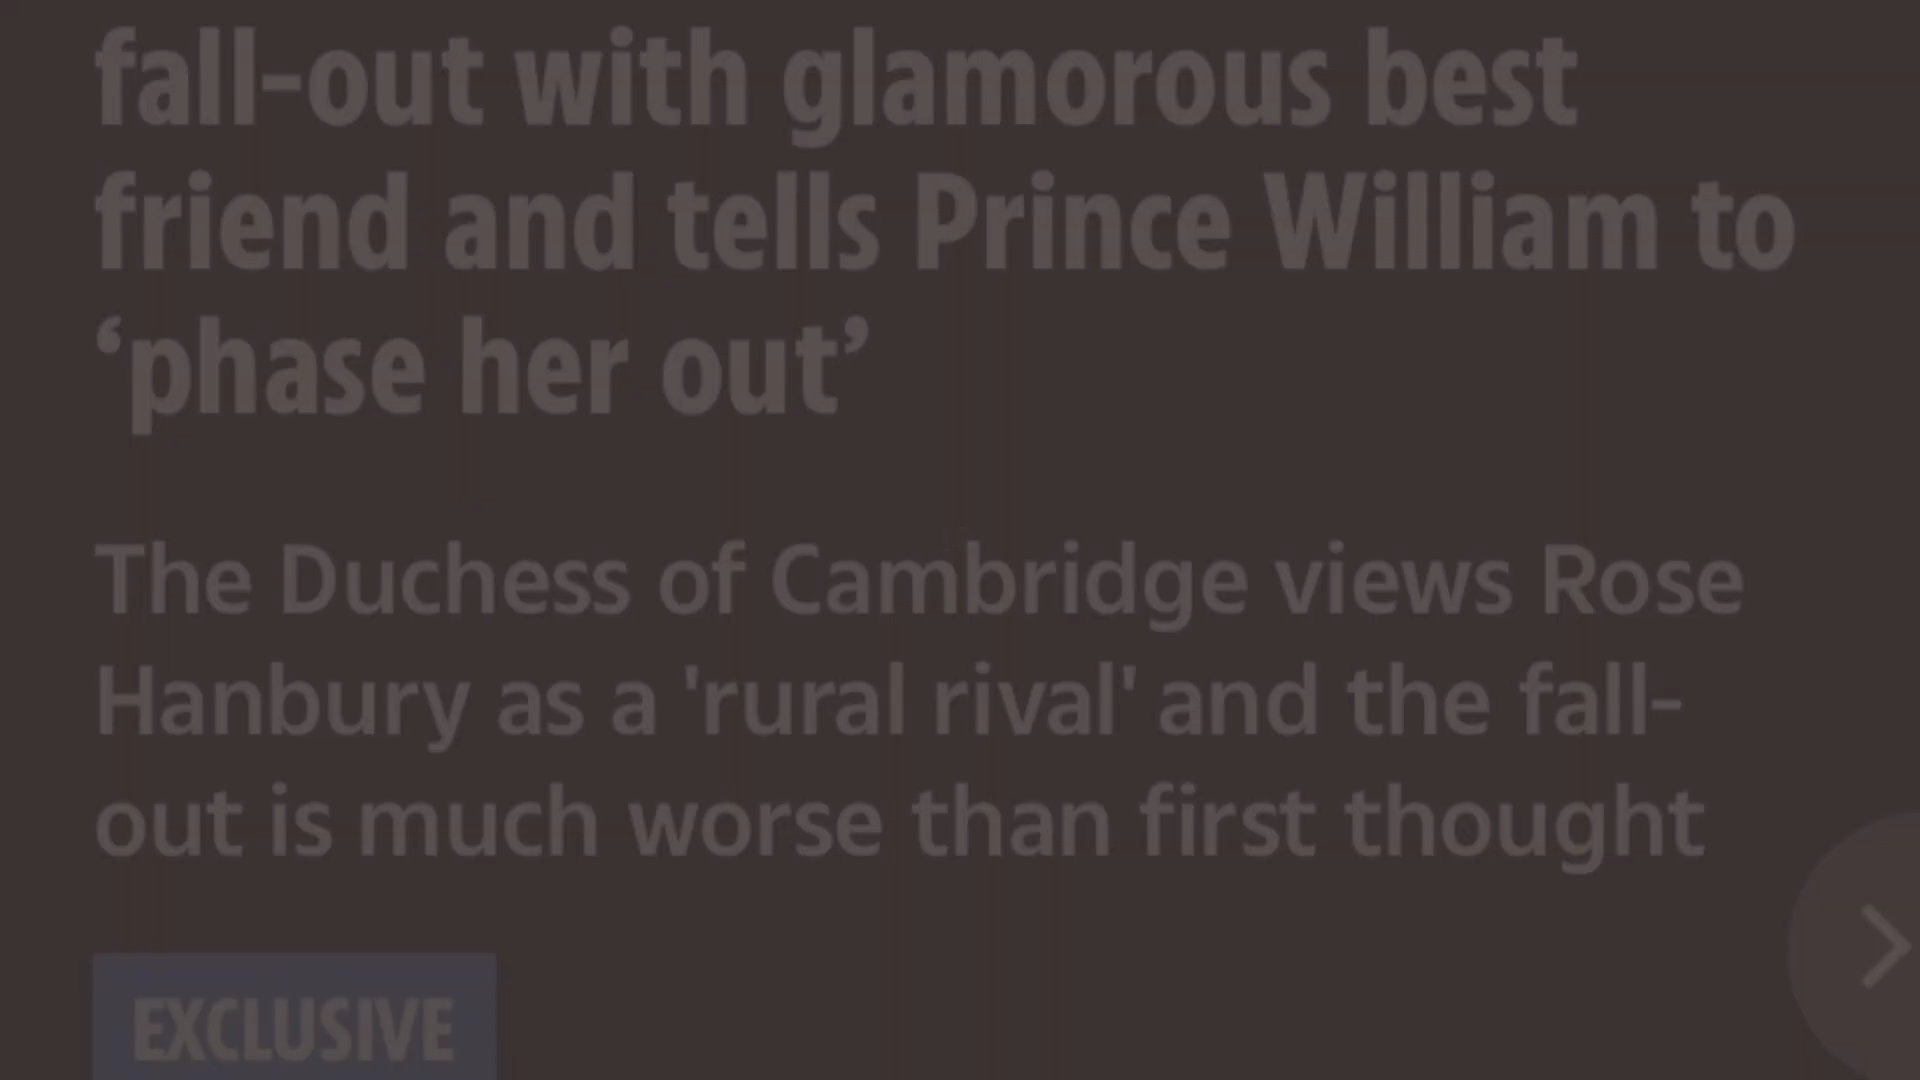 fall-out with glamorous best
friend and tells Prince William to
‘phase her out’
The Duchess of Cambridge views Rose
Hanbury as a 'rural rival' and the fall-
out is much worse than first thought
EXCLUSIVE